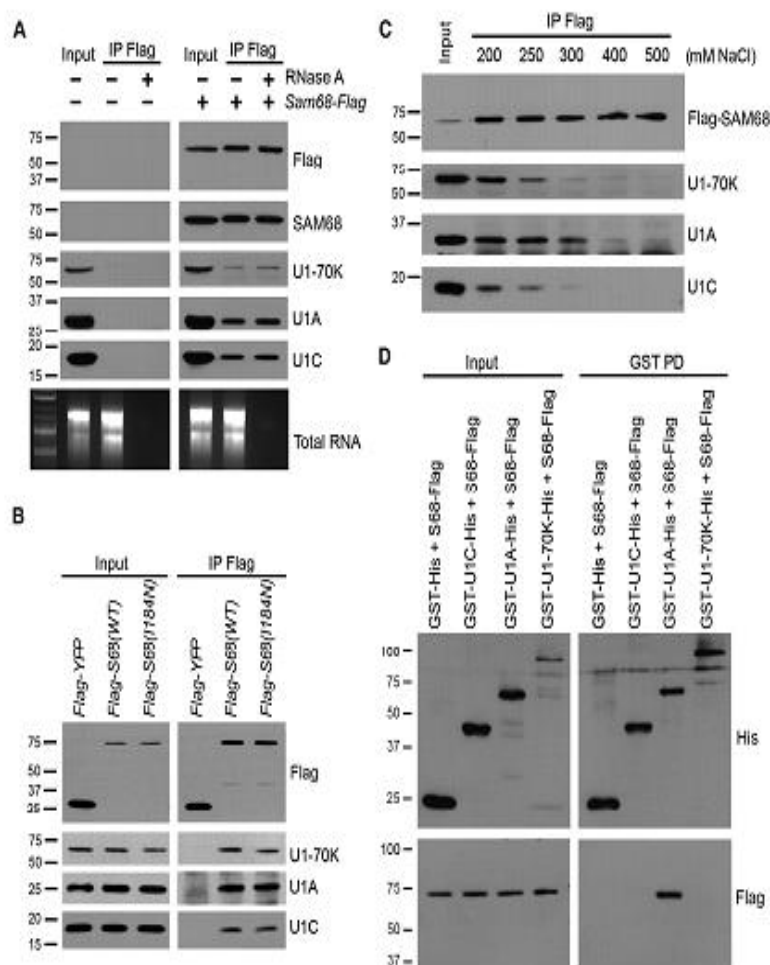 A
Input IP Flag Input IP Flag
- - + - - + RNase A
- - - + + + Sam68-Flag
75
50
37
Flag
75
50
SAM68
75
50
U1-70K
37
25
U1A
20
15
U1C
Total RNA
B
Input IP Flag
Flag-YFP
Flag-S68(WT)
Flag-S68(I184N)
Flag-YFP
Flag-S68(WT)
Flag-S68(I184N)
75
50
37
25
Flag
75
50
U1-70K
25
U1A
20
15
U1C
C
Input
IP Flag
200 250 300 400 500 (mM NaCl)
75
50
Flag-SAM68
75
50
U1-70K
37
25
U1A
20
U1C
D
Input GST PD
GST-His + S68-Flag
GST-U1C-His + S68-Flag
GST-U1A-His + S68-Flag
GST-U1-70K-His + S68-Flag
GST-His + S68-Flag
GST-U1C-His + S68-Flag
GST-U1A-His + S68-Flag
GST-U1-70K-His + S68-Flag
100
75
50
37
25
His
100
75
50
37
Flag